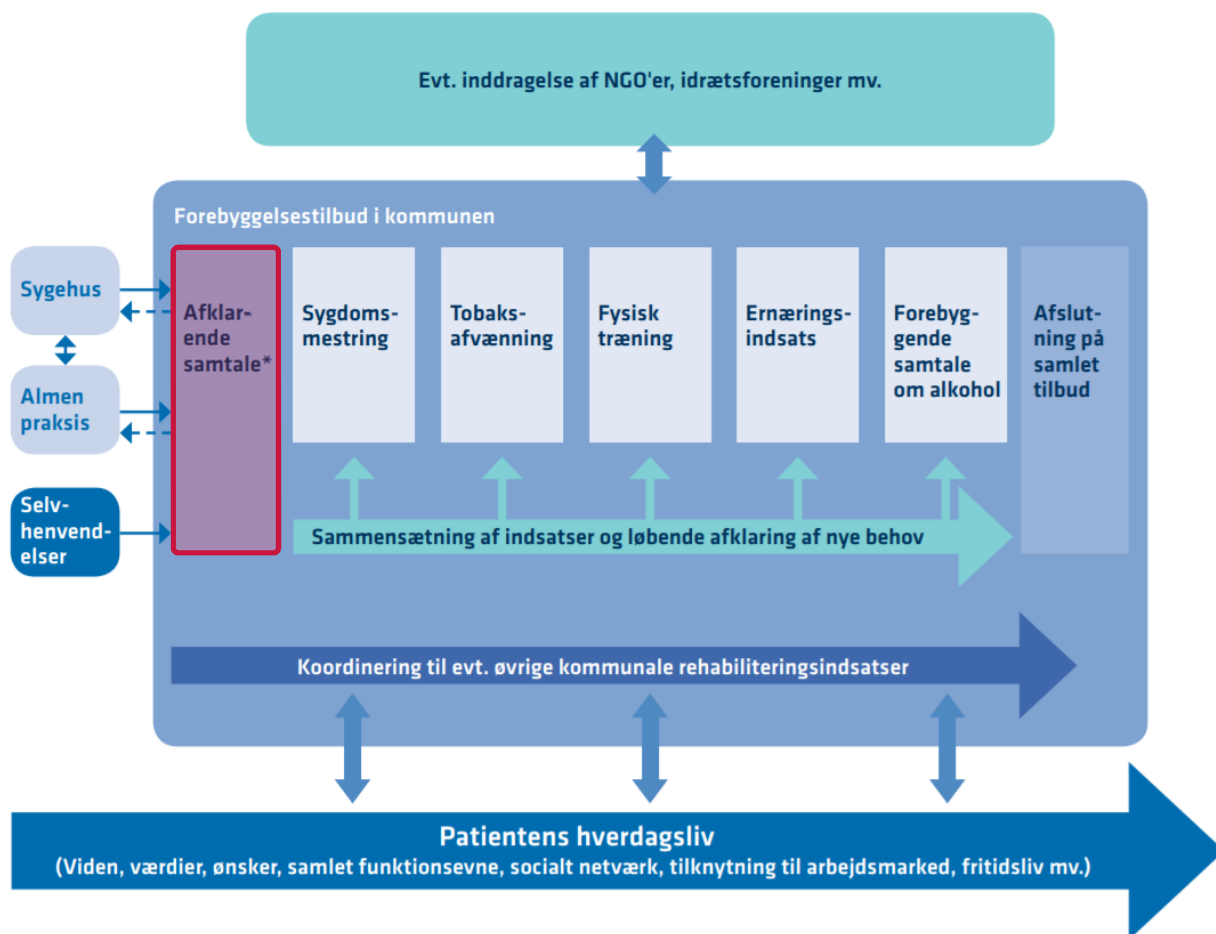 Evt. inddragelse af NGO'er, idrætsforeninger mv.
Forebyggelsestilbud i kommunen
Sygehus
Almen
praksis
Selv-
henvend-
elser
Afklar-
ende
samtale*
Sygdoms-
mestring
Tobaks-
afvænning
Fysisk
træning
Ernærings-
indsats
Forebyg-
gende
samtale
om alkohol
Afslut-
ning på
samlet
tilbud
Sammensætning af indsatser og løbende afklaring af nye behov
Koordinering til evt. øvrige kommunale rehabiliteringsindsatser
Patientens hverdagsliv
(Viden, værdier, ønsker, samlet funktionsevne, socialt netværk, tilknytning til arbejdsmarked, fritidsliv mv.)